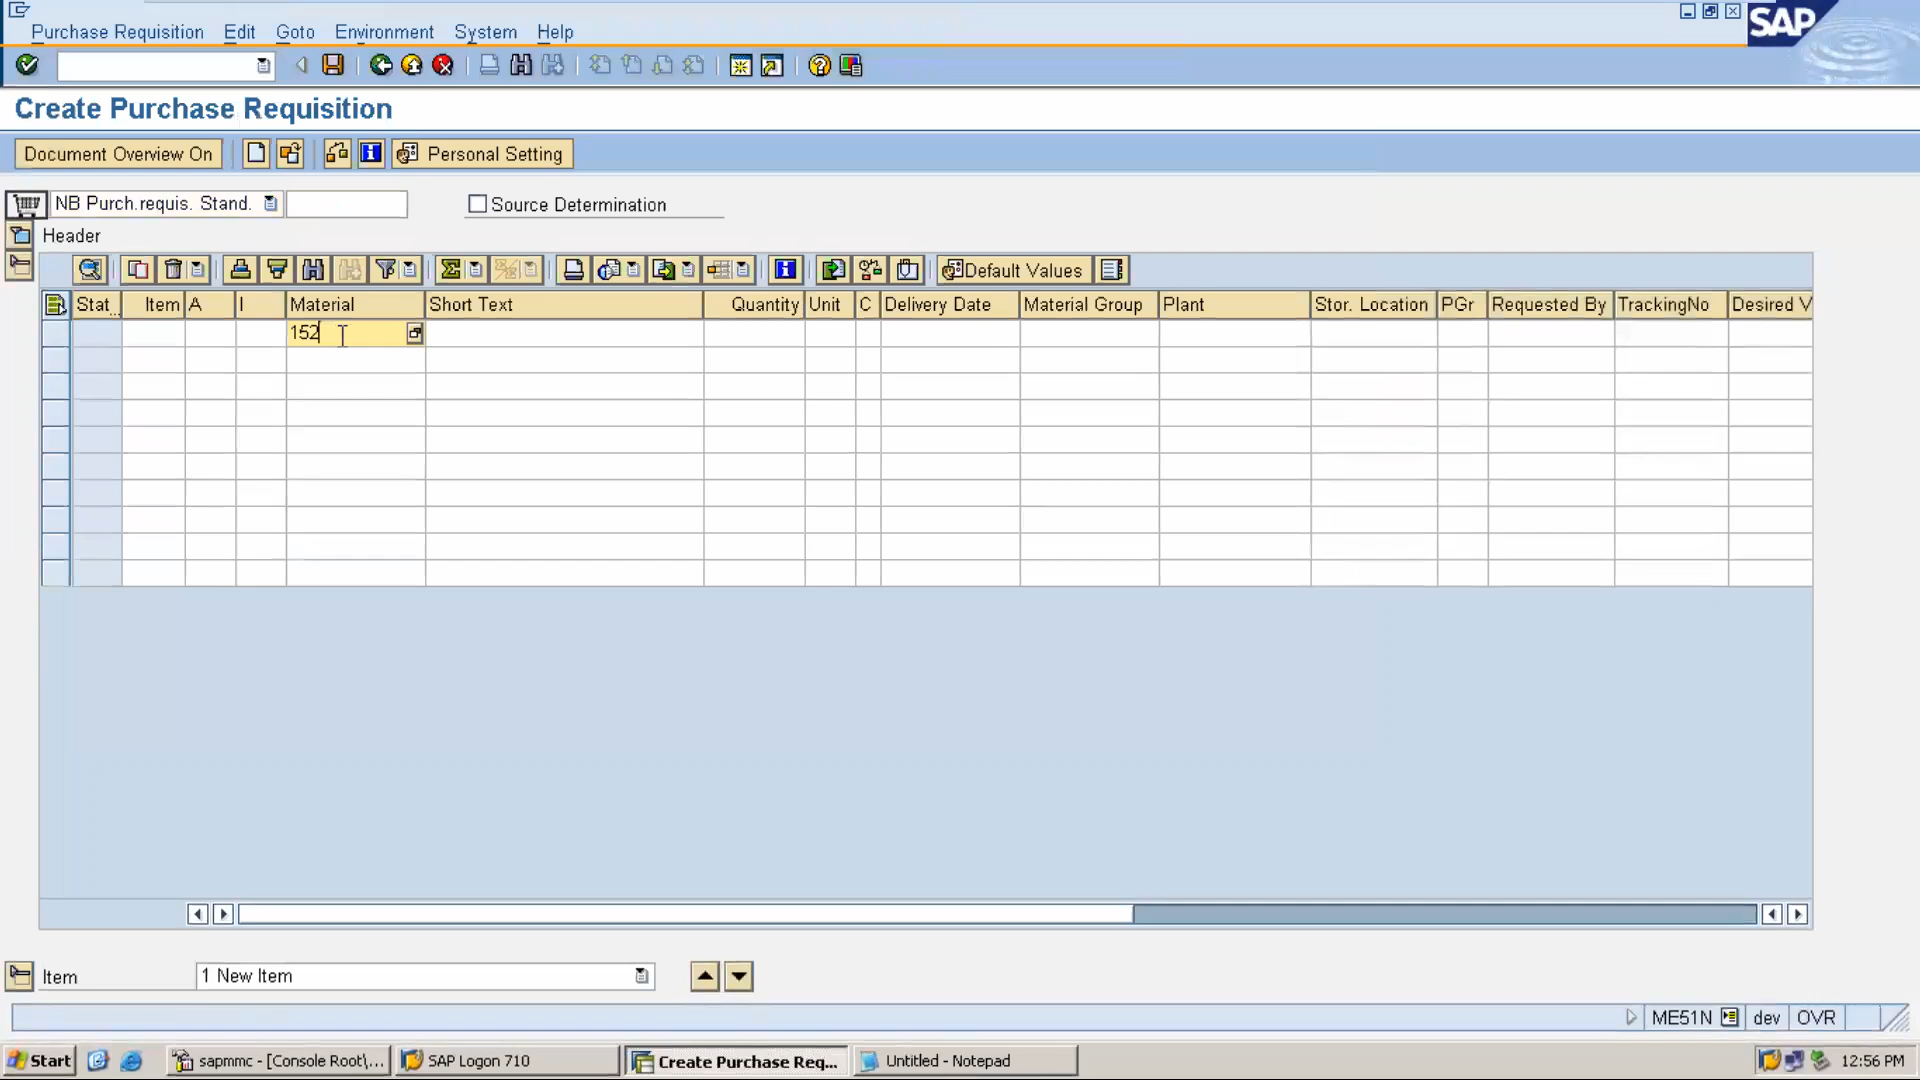 Purchase Requisition Edit Goto Environment System Help
SAP
Create Purchase Requisition
Document Overview On Personal Setting
NB Purch.requis. Stand. Source Determination
Header
Default Values
Stat.. Item A I Material Short Text Quantity Unit C Delivery Date Material Group Plant Stor. Location PGr Requested By TrackingNo Desired V
152
Item 1 New Item
ME51N dev OVR
Start sapmmc - [Console Root\... SAP Logon 710 Create Purchase Req... Untitled - Notepad 12:56 PM